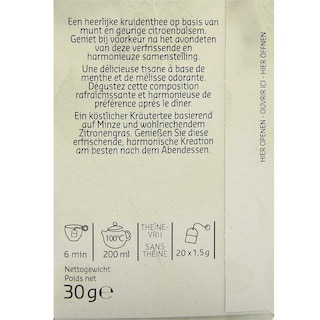 Een heerlijke kruidenthee op basis van
munt en geurige citroenbalsem.
Geniet bij voorkeur na het avondeten
van deze verfrissende en
harmonieuze samenstelling.
Une délicieuse tisane à base de
menthe et de mélisse odorante.
Dégustez cette composition
rafraîchissante et harmonieuse de
préférence après le dîner.
Ein köstlicher Kräutertee basierend
auf Minze und wohlriechendem
Zitronengras. Genießen Sie diese
erfrischende, harmonische Kreation
am besten nach dem Abendessen.
HIER OPENEN - OUVRIR ICI - HIER ÖFFNEN
6 min
100°C
200 ml
THEÏNE-
VRIJ
SANS
THÉINE
20 x 1.5g
Nettogewicht
Poids net
30g℮